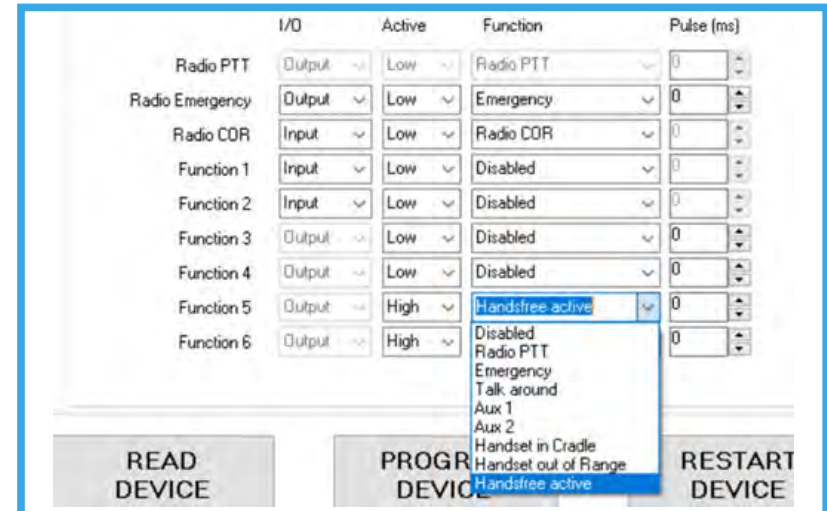 I/O Active Function Pulse (ms)
Radio PTT Output Low Radio PTT 0
Radio Emergency Output Low Emergency 0
Radio COR Input Low Radio COR 0
Function 1 Input Low Disabled 0
Function 2 Input Low Disabled 0
Function 3 Output Low Disabled 0
Function 4 Output Low Disabled 0
Function 5 Output High Handsfree active 0
Function 6 Output High 0
Disabled
Radio PTT
Emergency
Talk around
Aux 1
Aux 2
Handset in Cradle
Handset out of Range
Handsfree active
READ
DEVICE
PROGR
DEVIC
RESTART
DEVICE